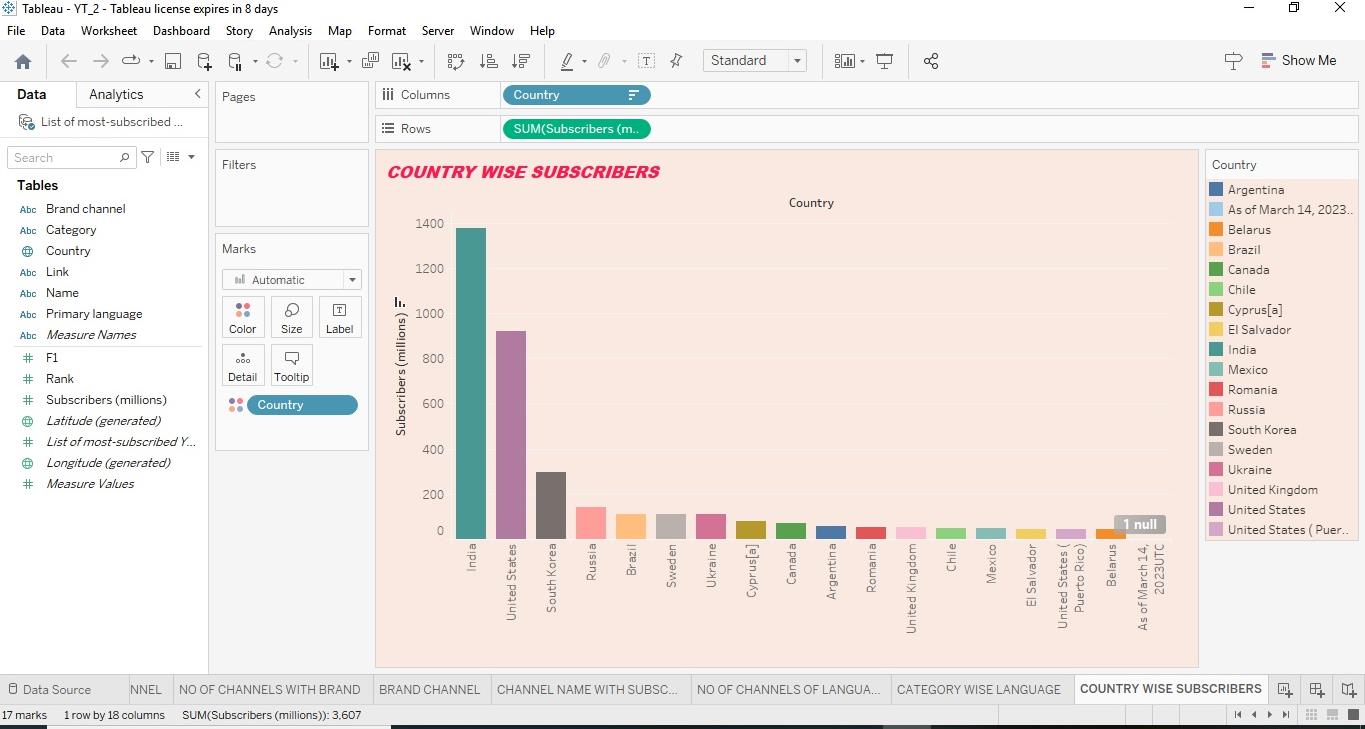 Tableau - YT_2 - Tableau license expires in 8 days
File Data Worksheet Dashboard Story Analysis Map Format Server Window Help
Standard
Show Me
Data Analytics
List of most-subscribed ...
Search
Tables
Abc Brand channel
Abc Category
Country
Abc Link
Abc Name
Abc Primary language
Abc Measure Names
F1
Rank
Subscribers (millions)
Latitude (generated)
List of most-subscribed Y...
Longitude (generated)
Measure Values
Pages
Filters
Marks
Automatic
Color Size Label
Detail Tooltip
Country
Columns Country
Rows SUM(Subscribers (m..
COUNTRY WISE SUBSCRIBERS
Country
Subscribers (millions)
1400
1200
1000
800
600
400
200
0
1 null
India
United States
South Korea
Russia
Brazil
Sweden
Ukraine
Cyprus[a]
Canada
Argentina
Romania
United Kingdom
Chile
Mexico
El Salvador
United States (
Puerto Rico)
Belarus
As of March 14,
2023UTC
Country
Argentina
As of March 14, 2023..
Belarus
Brazil
Canada
Chile
Cyprus[a]
El Salvador
India
Mexico
Romania
Russia
South Korea
Sweden
Ukraine
United Kingdom
United States
United States ( Puer..
Data Source NNEL NO OF CHANNELS WITH BRAND BRAND CHANNEL CHANNEL NAME WITH SUBSC... NO OF CHANNELS OF LANGUA... CATEGORY WISE LANGUAGE COUNTRY WISE SUBSCRIBERS
17 marks 1 row by 18 columns SUM(Subscribers (millions)): 3,607